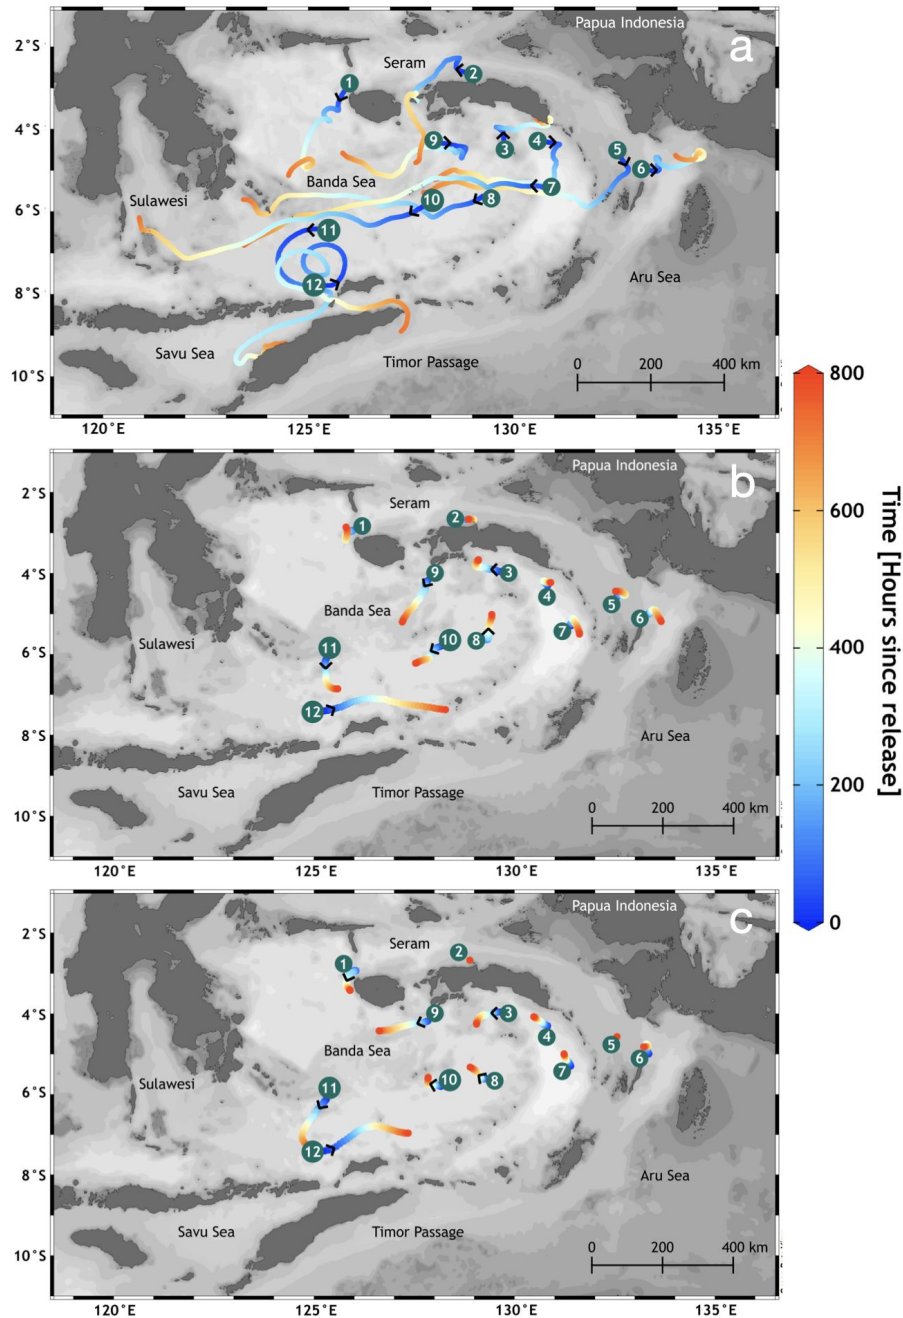 Papua Indonesia
a
2°S
Seram
1
2
4°S
9
3
4
5
6
Banda Sea
7
Sulawesi
10
8
6°S
11
Aru Sea
12
8°S
Savu Sea
Timor Passage
0 200 400 km
10°S
120°E 125°E 130°E 135°E
Papua Indonesia
b
2°S
Seram
2
1
4°S
9
3
4
5
Banda Sea
6
7
Sulawesi
10
8
6°S
11
12
Aru Sea
8°S
Savu Sea
Timor Passage
0 200 400 km
10°S
120°E 125°E 130°E 135°E
Papua Indonesia
c
2°S
Seram
2
1
4°S
9
3
4
5
Banda Sea
6
7
Sulawesi
10
8
6°S
11
12
Aru Sea
8°S
Savu Sea
Timor Passage
0 200 400 km
10°S
120°E 125°E 130°E 135°E
800
600
400
200
0
Time [Hours since release]